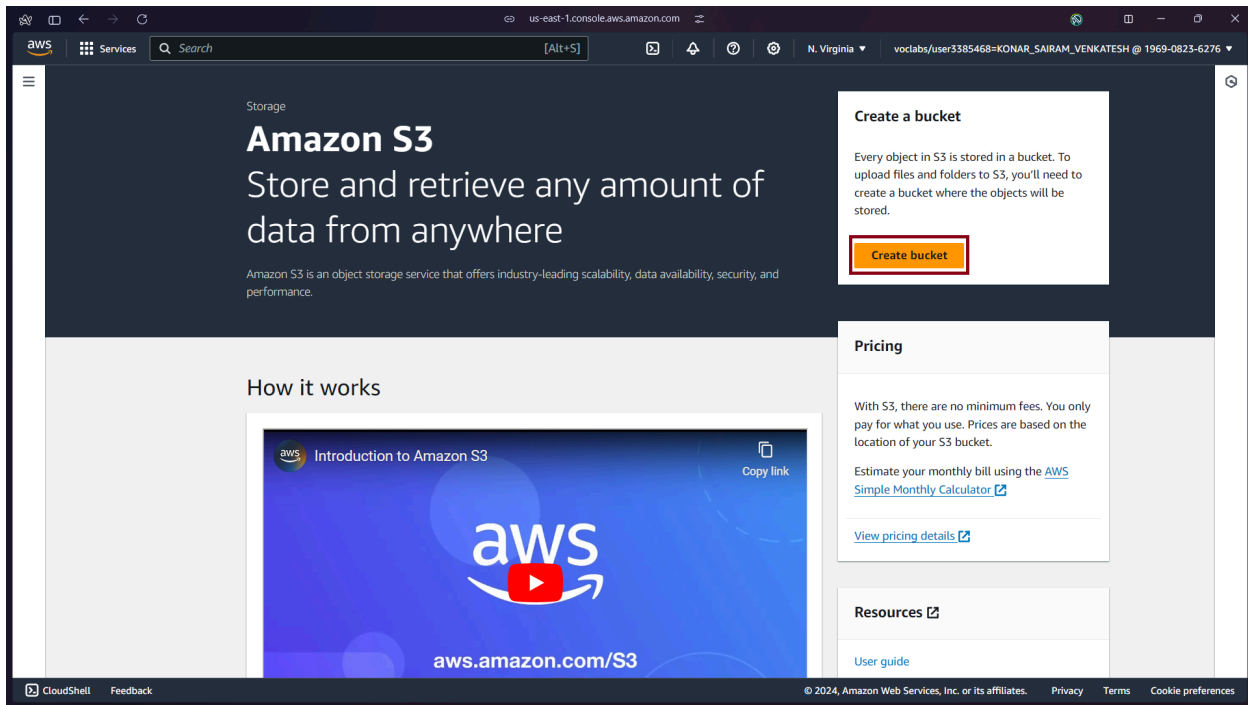 us-east-1.console.aws.amazon.com
aws
Services
Search
[Alt+S]
N. Virginia ▼
voclabs/user3385468=KONAR_SAIRAM_VENKATESH @ 1969-0823-6276 ▼
Storage
Amazon S3
Store and retrieve any amount of
data from anywhere
Amazon S3 is an object storage service that offers industry-leading scalability, data availability, security, and
performance.
Create a bucket
Every object in S3 is stored in a bucket. To
upload files and folders to S3, you'll need to
create a bucket where the objects will be
stored.
Create bucket
Pricing
With S3, there are no minimum fees. You only
pay for what you use. Prices are based on the
location of your S3 bucket.
Estimate your monthly bill using the AWS
Simple Monthly Calculator
View pricing details
Resources
User guide
How it works
aws
Introduction to Amazon S3
Copy link
aws
aws.amazon.com/S3
CloudShell
Feedback
© 2024, Amazon Web Services, Inc. or its affiliates.
Privacy
Terms
Cookie preferences